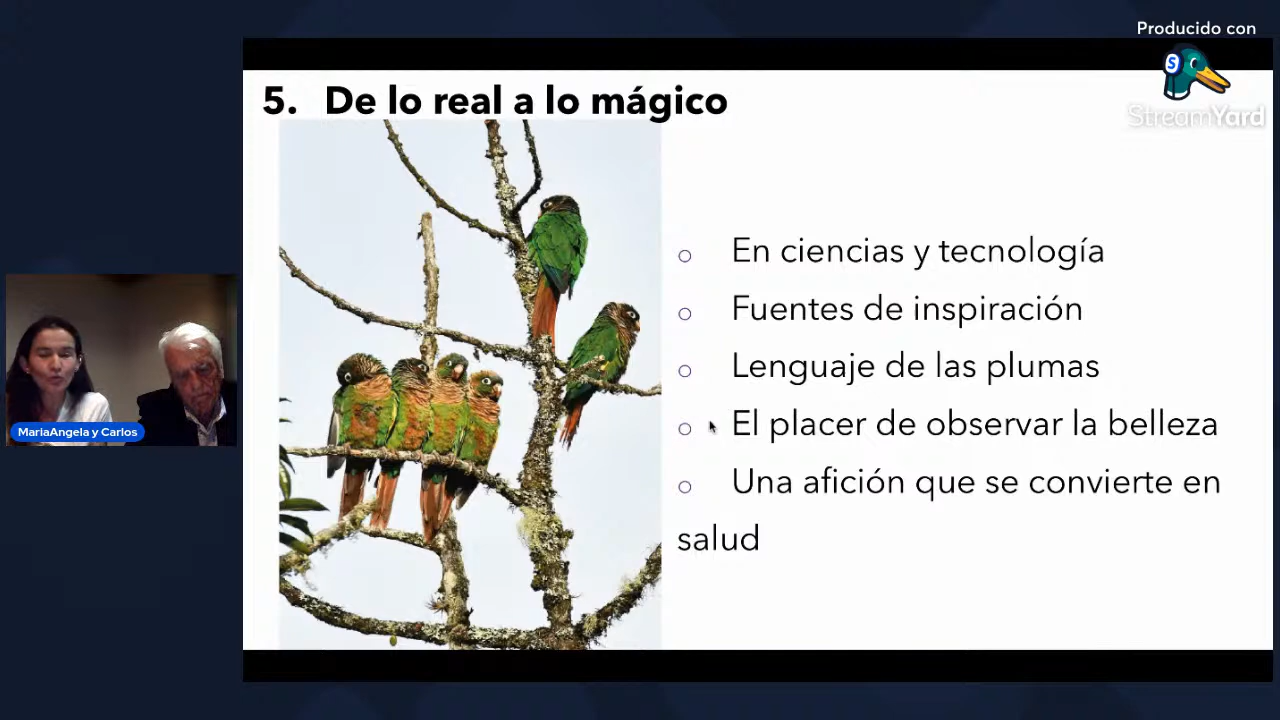 Producido con
StreamYard
5. De lo real a lo mágico
En ciencias y tecnología
Fuentes de inspiración
Lenguaje de las plumas
El placer de observar la belleza
Una afición que se convierte en
salud
MariaAngela y Carlos
S